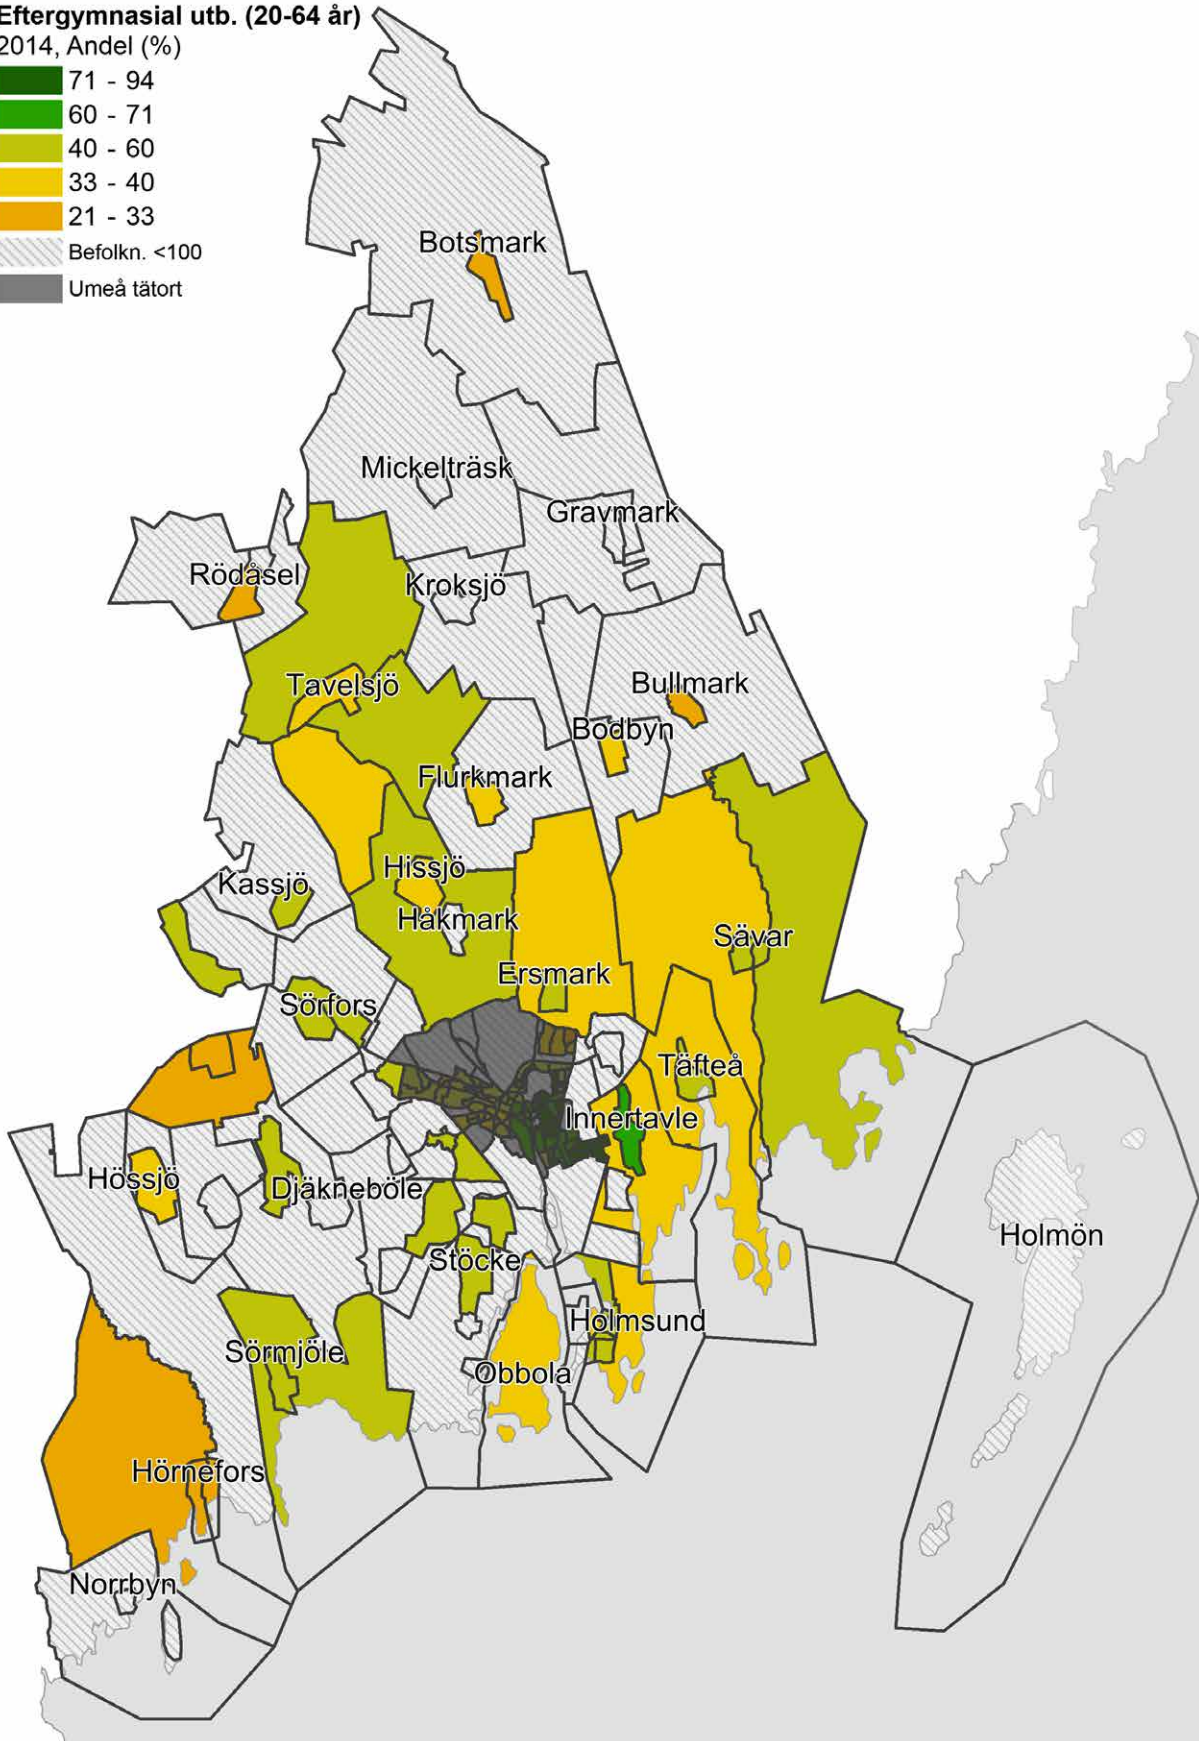 Eftergymnasial utb. (20-64 år)
2014, Andel (%)
71 - 94
60 - 71
40 - 60
33 - 40
21 - 33
Befolkn. <100
Umeå tätort
Botsmark
Mickelträsk
Gravmark
Rödåsel
Kroksjö
Tavelsjö
Bullmark
Bodbyn
Flurkmark
Hissjö
Kassjö
Håkmark
Sävar
Ersmark
Sörfors
Täfteå
Innertavle
Hössjö
Djäkneböle
Holmön
Stöcke
Holmsund
Sörmjöle
Obbola
Hörnefors
Norrbyn